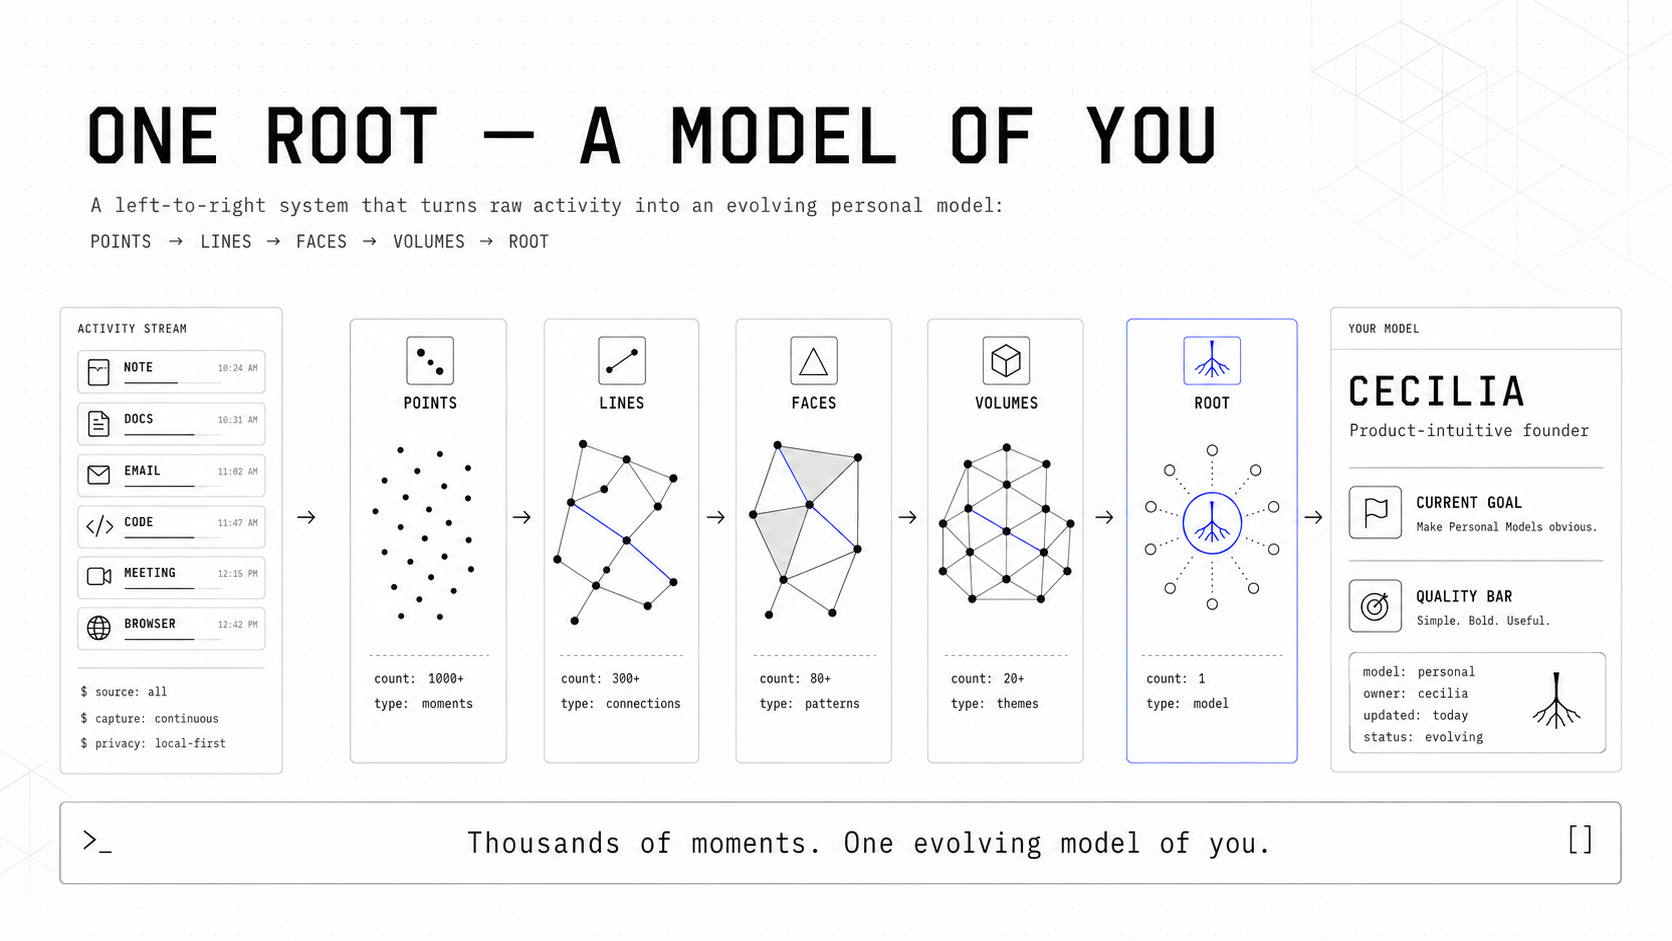 ONE ROOT — A MODEL OF YOU
A left-to-right system that turns raw activity into an evolving personal model:
POINTS → LINES → FACES → VOLUMES → ROOT
ACTIVITY STREAM
NOTE 10:24 AM
DOCS 10:31 AM
EMAIL 11:02 AM
CODE 11:47 AM
MEETING 12:15 PM
BROWSER 12:42 PM
$ source: all
$ capture: continuous
$ privacy: local-first
POINTS
count: 1000+
type: moments
LINES
count: 300+
type: connections
FACES
count: 80+
type: patterns
VOLUMES
count: 20+
type: themes
ROOT
count: 1
type: model
YOUR MODEL
CECILIA
Product-intuitive founder
CURRENT GOAL
Make Personal Models obvious.
QUALITY BAR
Simple. Bold. Useful.
model: personal
owner: cecilia
updated: today
status: evolving
>_ Thousands of moments. One evolving model of you. []